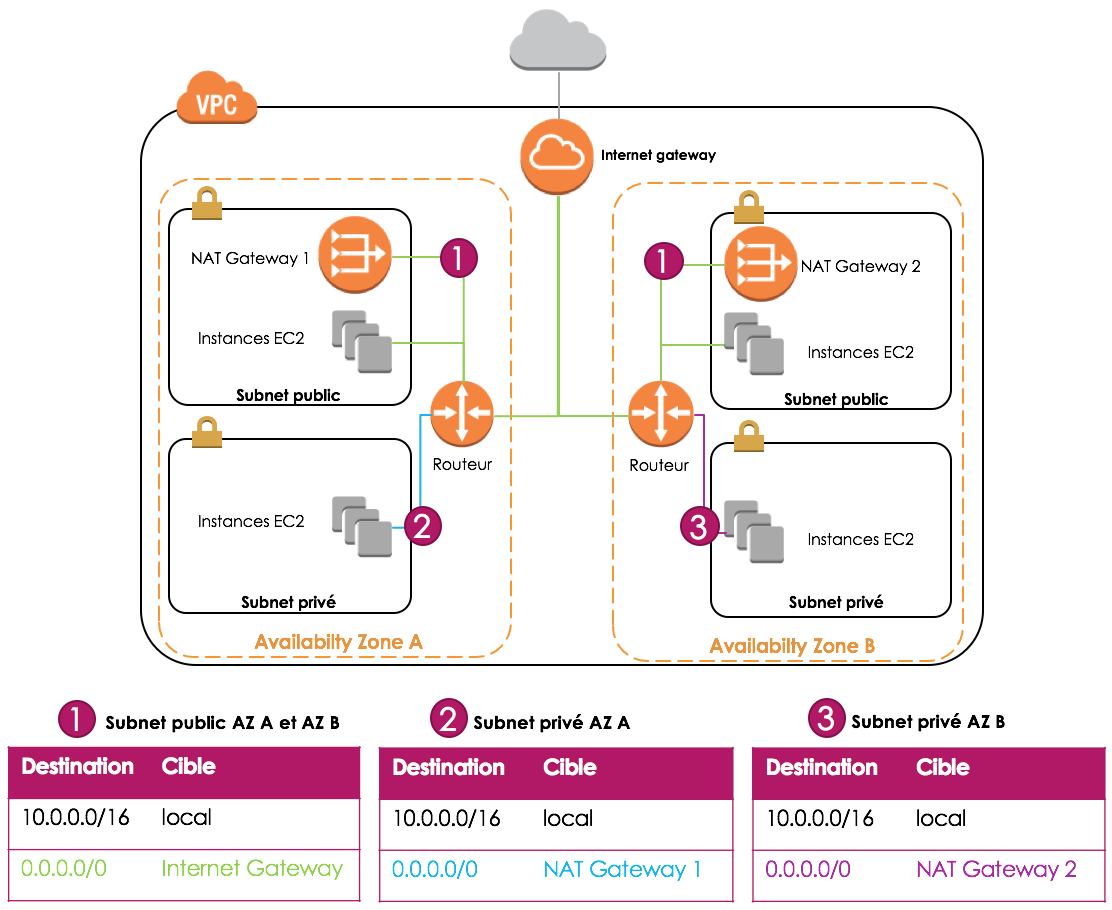 VPC
Internet gateway
NAT Gateway 1
1
Instances EC2
Subnet public
Routeur
Instances EC2
2
Subnet privé
Availabilty Zone A
1
NAT Gateway 2
Instances EC2
Subnet public
Routeur
3
Instances EC2
Subnet privé
Availabilty Zone B
1 Subnet public AZ A et AZ B
Destination Cible
10.0.0.0/16 local
0.0.0.0/0 Internet Gateway
2 Subnet privé AZ A
Destination Cible
10.0.0.0/16 local
0.0.0.0/0 NAT Gateway 1
3 Subnet privé AZ B
Destination Cible
10.0.0.0/16 local
0.0.0.0/0 NAT Gateway 2